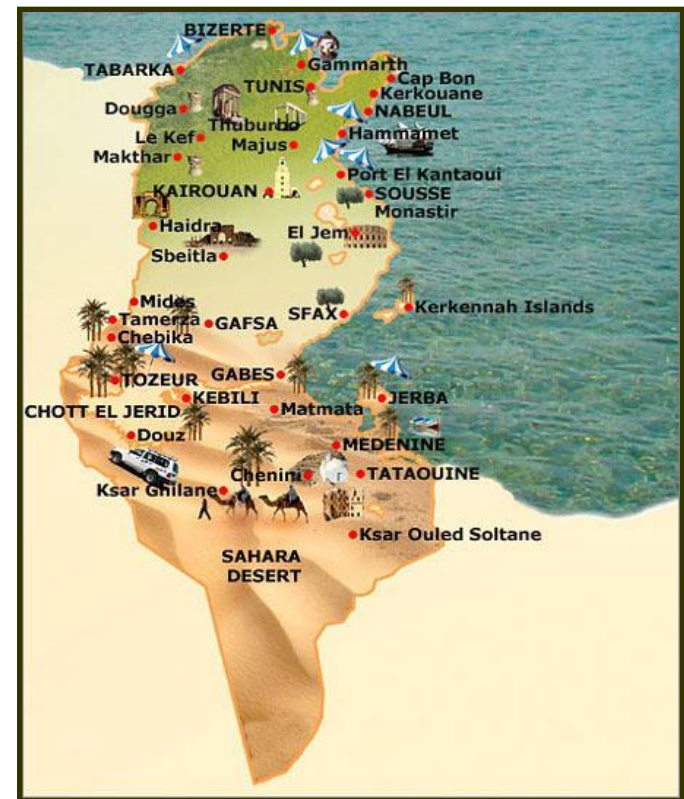 BIZERTE
Gammarth
TABARKA
Cap Bon
TUNIS
Kerkouane
Dougga
NABEUL
Thuburbo
Majus
Hammamet
Le Kef
Makthar
Port El Kantaoui
KAIROUAN
SOUSSE
Monastir
Haidra
El Jem
Sbeitla
Mides
Kerkennah Islands
SFAX
Tamerza
GAFSA
Chebika
GABES
TOZEUR
KEBILI
JERBA
CHOTT EL JERID
Matmata
Douz
MEDENINE
Chenini
TATAOUINE
Ksar Ghilane
Ksar Ouled Soltane
SAHARA
DESERT